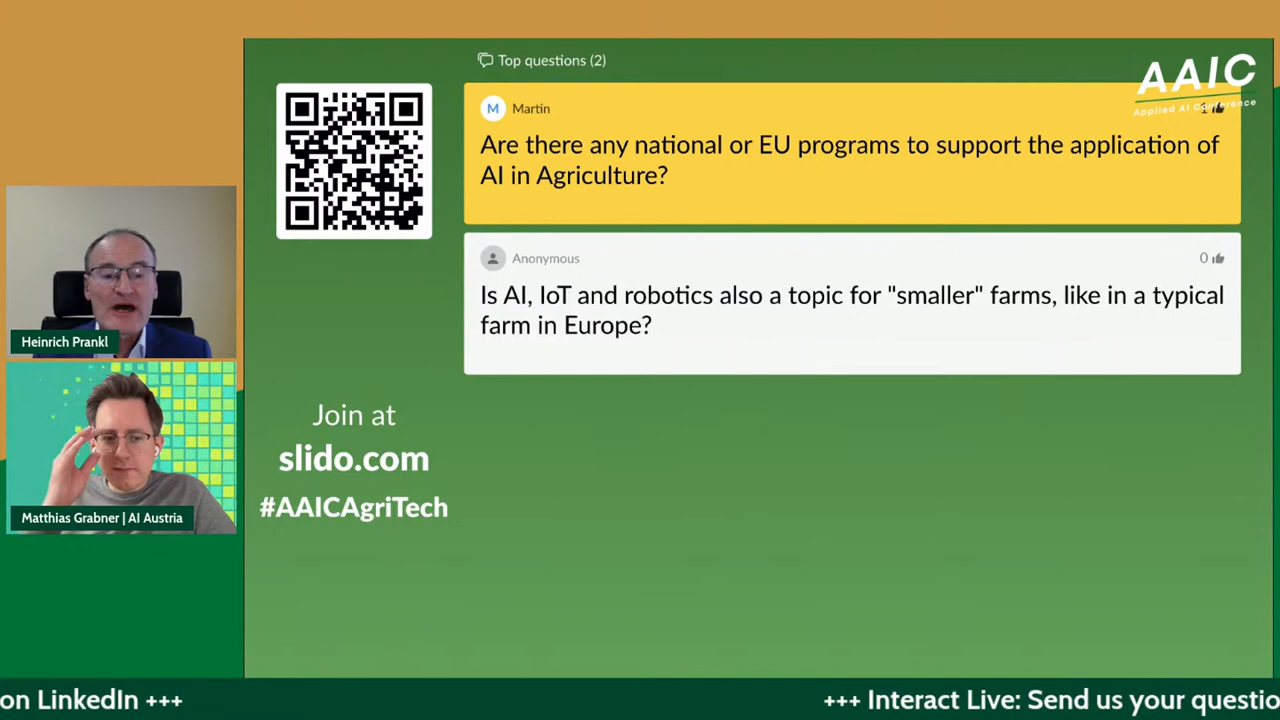 Top questions (2)
AAIC
Applied AI Conference
M Martin
Are there any national or EU programs to support the application of
AI in Agriculture?
Anonymous
0
Is AI, IoT and robotics also a topic for "smaller" farms, like in a typical
farm in Europe?
Heinrich Prankl
Join at
slido.com
#AAICAgriTech
Matthias Grabner | AI Austria
on LinkedIn +++
+++ Interact Live: Send us your questio